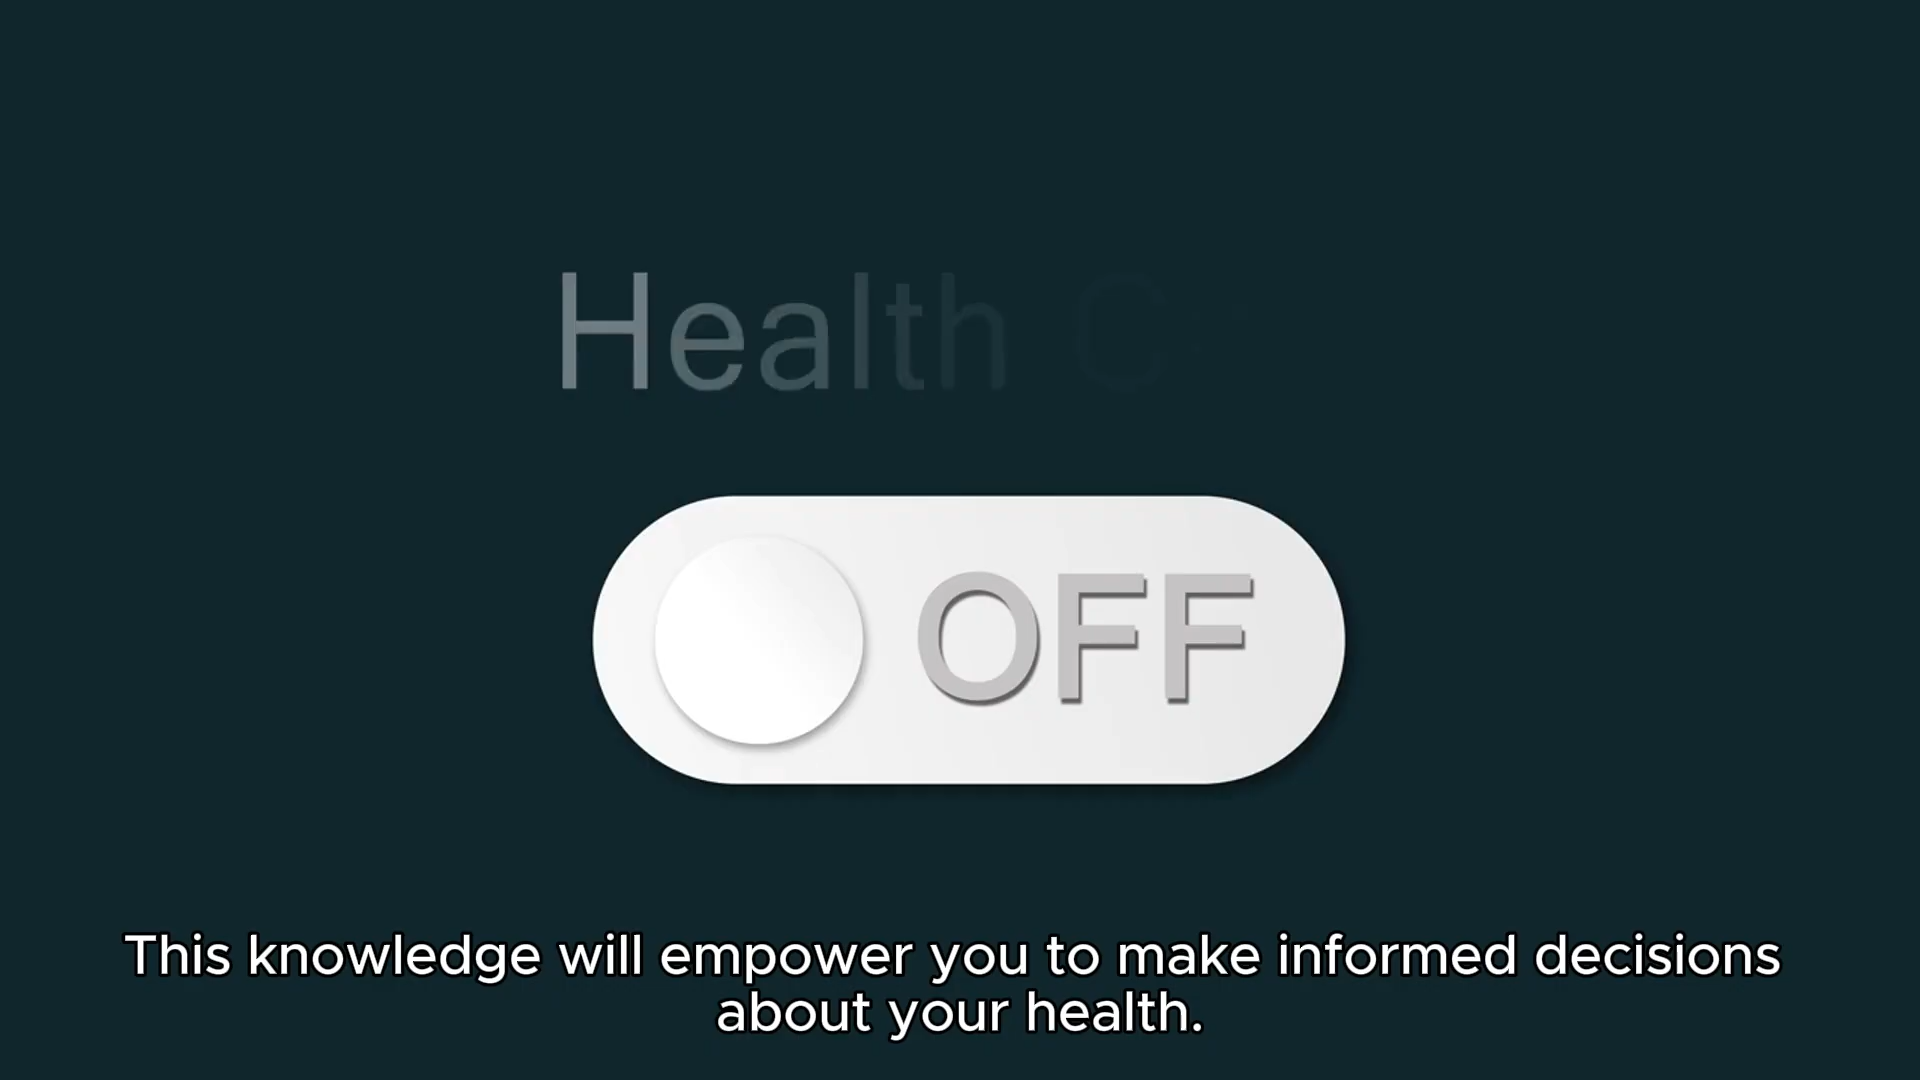 Health C
OFF
This knowledge will empower you to make informed decisions
about your health.